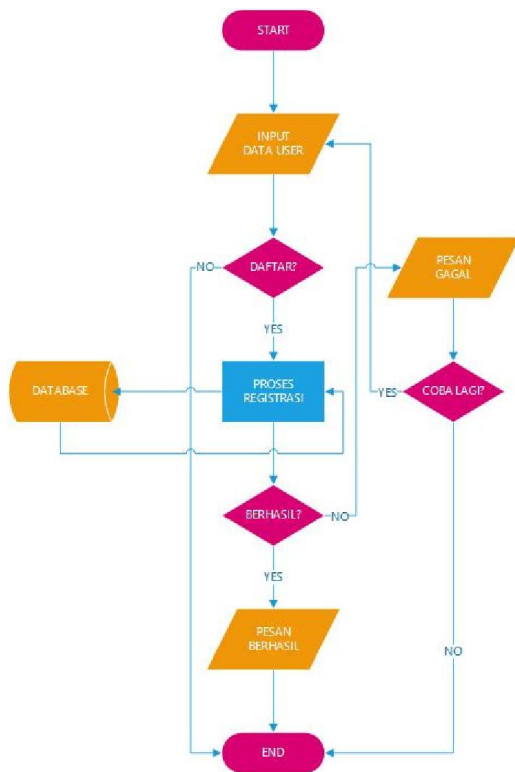 START
INPUT
DATA USER
NO
DAFTAR?
PESAN
GAGAL
YES
DATABASE
PROSES
REGISTRASI
YES
COBA LAGI?
BERHASIL?
NO
YES
PESAN
BERHASIL
NO
END